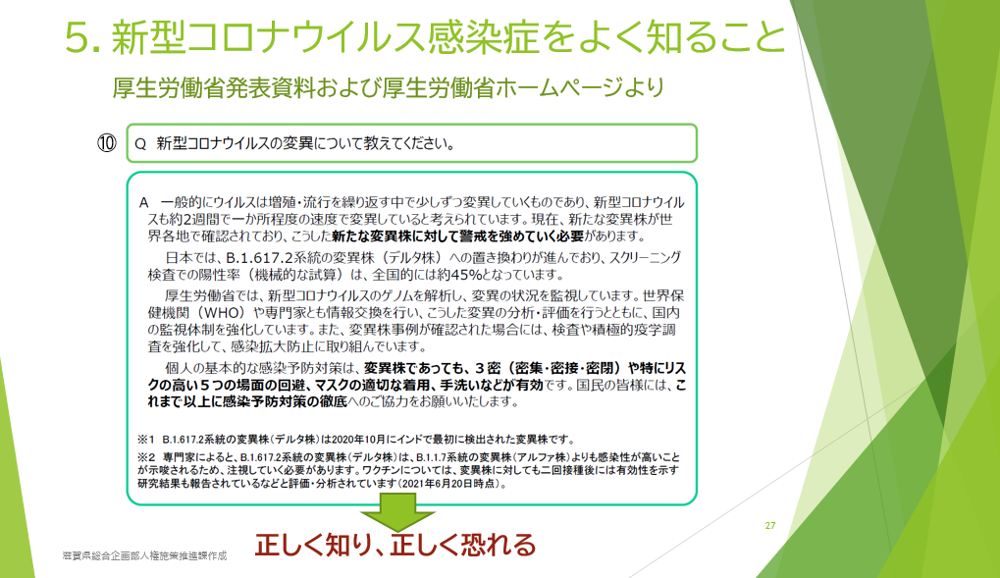 5. 新型コロナウイルス感染症をよく知ること
厚生労働省発表資料および厚生労働省ホームページより
⑩
Q 新型コロナウイルスの変異について教えてください。
A 一般的にウイルスは増殖・流行を繰り返す中で少しずつ変異していくものであり、新型コロナウイル
スも約2週間で一か所程度の速度で変異していると考えられています。現在、新たな変異株が世
界各地で確認されており、こうした新たな変異株に対して警戒を強めていく必要があります。
日本では、B.1.617.2系統の変異株（デルタ株）への置き換わりが進んでおり、スクリーニング
検査での陽性率（機械的な試算）は、全国的には約45%となっています。
厚生労働省では、新型コロナウイルスのゲノムを解析し、変異の状況を監視しています。世界保
健機関（WHO）や専門家とも情報交換を行い、こうした変異の分析・評価を行うとともに、国内
の監視体制を強化しています。また、変異株事例が確認された場合には、検査や積極的疫学調
査を強化して、感染拡大防止に取り組んでいます。
個人の基本的な感染予防対策は、変異株であっても、３密（密集・密接・密閉）や特にリス
クの高い５つの場面の回避、マスクの適切な着用、手洗いなどが有効です。国民の皆様には、こ
れまで以上に感染予防対策の徹底へのご協力をお願いいたします。
※１ B.1.617.2系統の変異株（デルタ株）は2020年10月にインドで最初に検出された変異株です。
※２ 専門家によると、B.1.617.2系統の変異株（デルタ株）は、B.1.1.7系統の変異株（アルファ株）よりも感染性が高いこと
が示唆されるため、注視していく必要があります。ワクチンについては、変異株に対しても二回接種後には有効性を示す
研究結果も報告されているなどと評価・分析されています（2021年6月20日時点）。
正しく知り、正しく恐れる
27
滋賀県総合企画部人権施策推進課作成